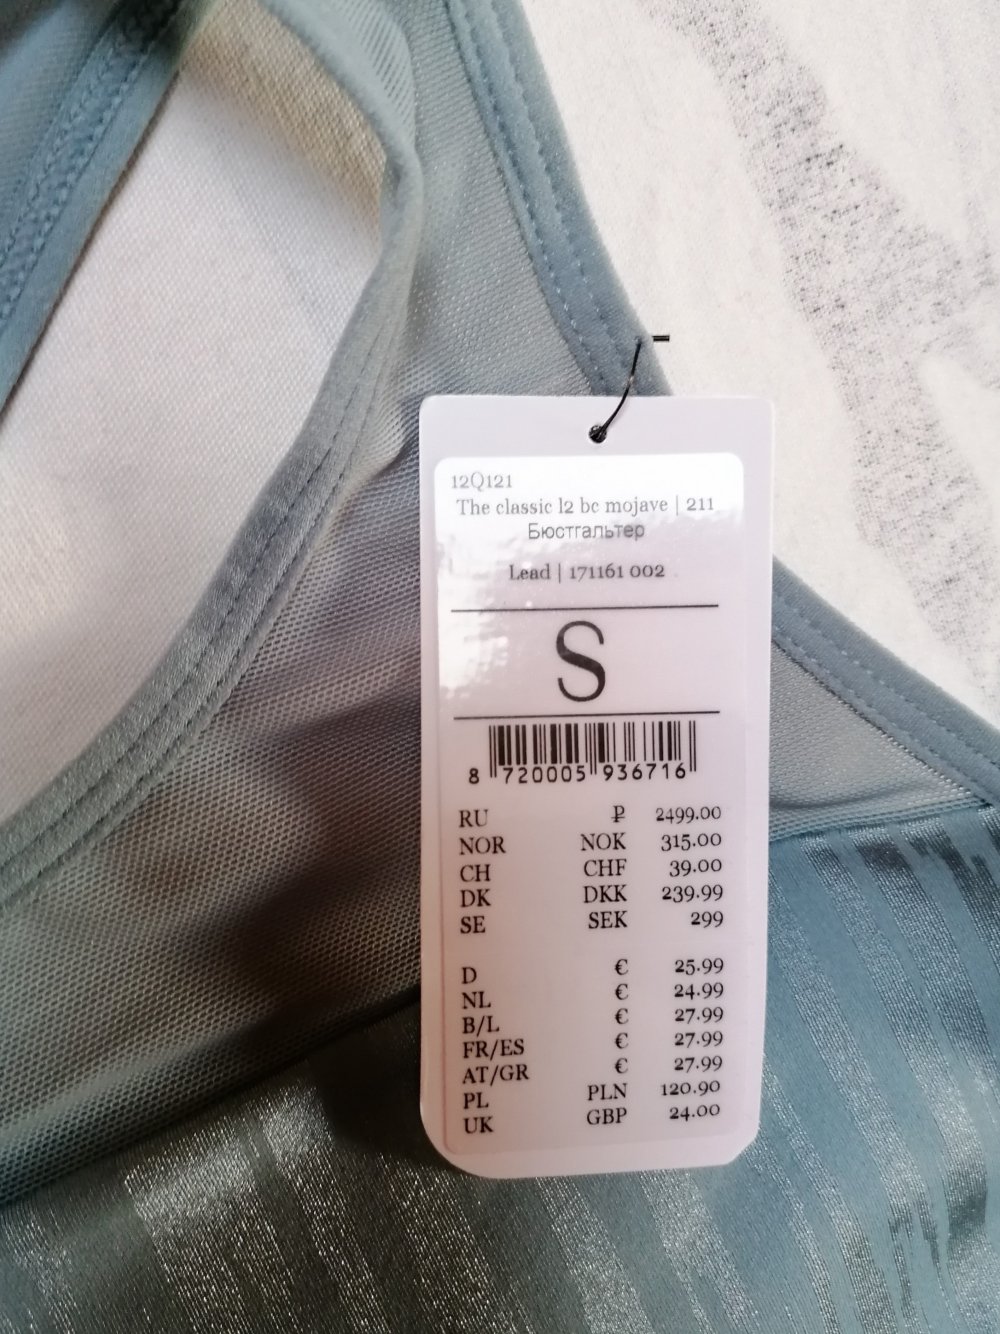 12Q121
The classic l2 bc mojave | 211
Бюстгальтер
Lead | 171161 002
S
8 720005 936716
RU ₽ 2499.00
NOR NOK 315.00
CH CHF 39.00
DK DKK 239.99
SE SEK 299
D € 25.99
NL € 24.99
B/L € 27.99
FR/ES € 27.99
AT/GR € 27.99
PL PLN 120.90
UK GBP 24.00